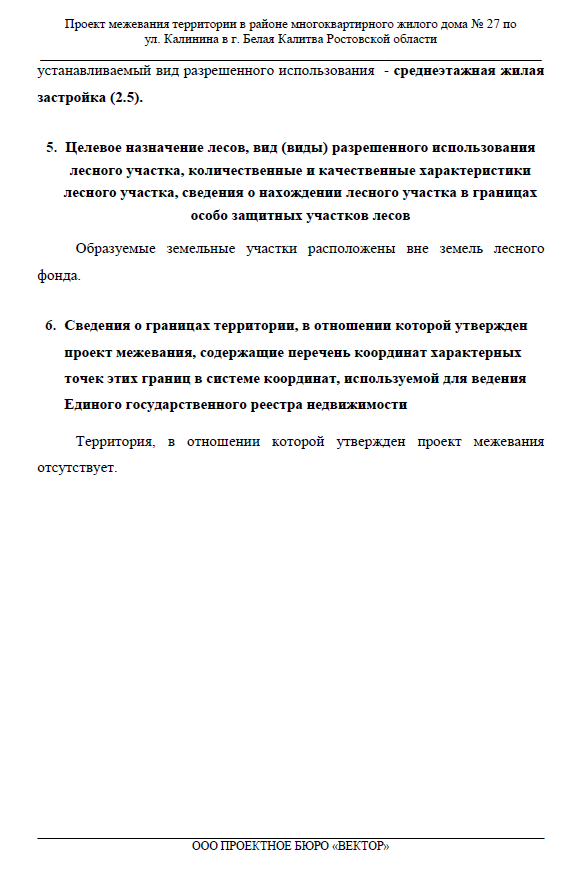 Проект межевания территории в районе многоквартирного жилого дома № 27 по
ул. Калинина в г. Белая Калитва Ростовской области
устанавливаемый вид разрешенного использования - среднеэтажная жилая
застройка (2.5).
5. Целевое назначение лесов, вид (виды) разрешенного использования
лесного участка, количественные и качественные характеристики
лесного участка, сведения о нахождении лесного участка в границах
особо защитных участков лесов
Образуемые земельные участки расположены вне земель лесного
фонда.
6. Сведения о границах территории, в отношении которой утвержден
проект межевания, содержащие перечень координат характерных
точек этих границ в системе координат, используемой для ведения
Единого государственного реестра недвижимости
Территория, в отношении которой утвержден проект межевания
отсутствует.
ООО ПРОЕКТНОЕ БЮРО «ВЕКТОР»